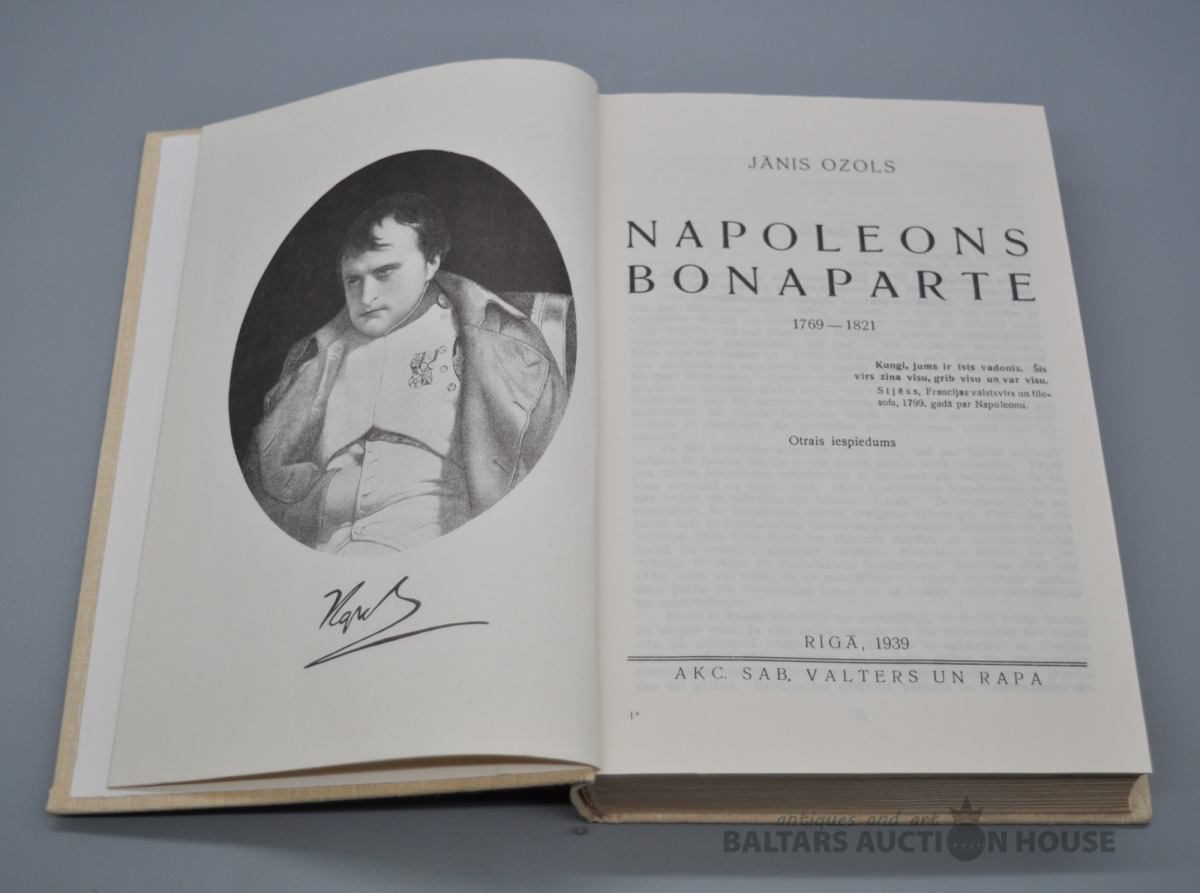 JĀNIS OZOLS
NAPOLEONS
BONAPARTE
1769—1821
Kungi, jums ir īsts vadonis. Šis
vīrs zina visu, grib visu un var visu.
Sijēss, Francijas valstsvīrs un filo-
sofs, 1799. gadā par Napoleonu.
Otrais iespiedums
RĪGĀ, 1939
AKC. SAB. VALTERS UN RAPA
1*
antiques and art
BALTARS AUCTION HOUSE